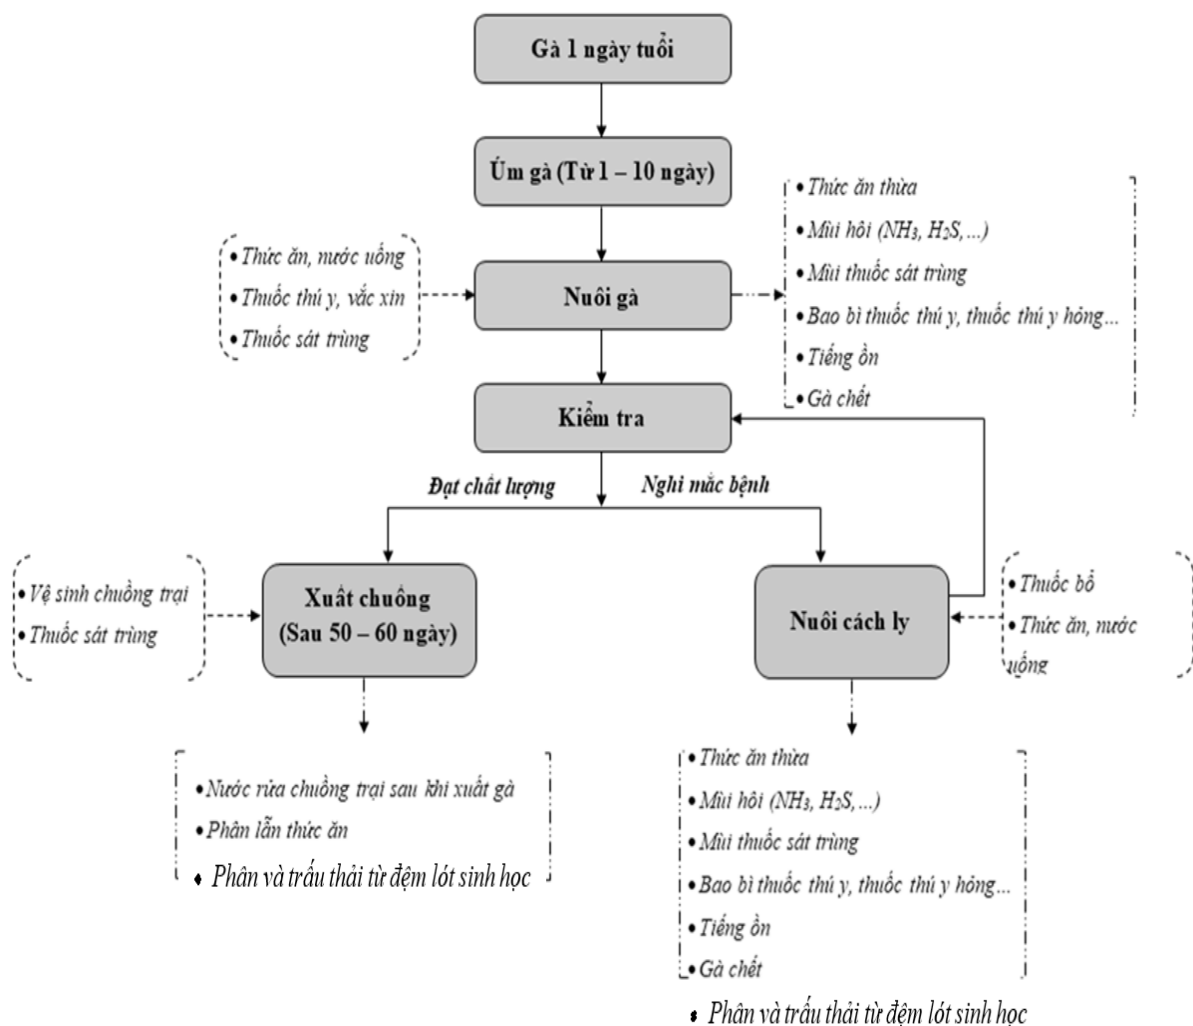 Gà 1 ngày tuổi
Úm gà (Từ 1 – 10 ngày)
• Thức ăn, nước uống
• Thuốc thú y, vắc xin
• Thuốc sát trùng
Nuôi gà
• Thức ăn thừa
• Mùi hôi (NH3, H2S,...)
• Mùi thuốc sát trùng
• Bao bì thuốc thú y, thuốc thú y hỏng...
• Tiếng ồn
• Gà chết
Kiểm tra
Đạt chất lượng
Nghi mắc bệnh
• Vệ sinh chuồng trại
• Thuốc sát trùng
Xuất chuồng
(Sau 50 – 60 ngày)
Nuôi cách ly
• Thuốc bổ
• Thức ăn, nước
uống
• Nước rửa chuồng trại sau khi xuất gà
• Phân lẫn thức ăn
• Phân và trấu thải từ đệm lót sinh học
• Thức ăn thừa
• Mùi hôi (NH3, H2S,...)
• Mùi thuốc sát trùng
• Bao bì thuốc thú y, thuốc thú y hỏng...
• Tiếng ồn
• Gà chết
• Phân và trấu thải từ đệm lót sinh học